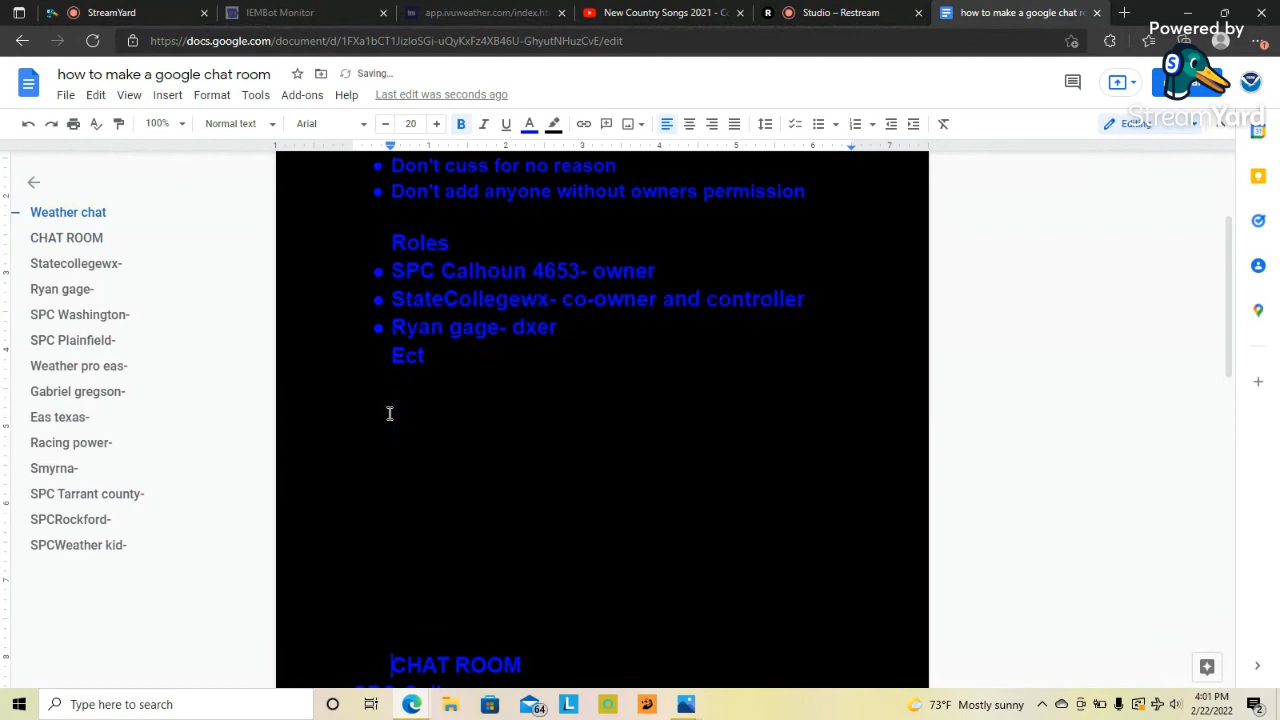 StreamYard
IEMBot Monitor
app.ivuweather.com/index.ht
New Country Songs 2021 - C
Studio – Restream
how to make a google chat ro
Powered by
https://docs.google.com/document/d/1FXa1bCT1JizloSGi-uQyKxFz4XB46U-GhyutNHuzCvE/edit
how to make a google chat room
Saving...
File Edit View Insert Format Tools Add-ons Help Last edit was seconds ago
StreamYard
100% Normal text Arial 20 Editing
Don't cuss for no reason
Don't add anyone without owners permission
Roles
SPC Calhoun 4653- owner
StateCollegewx- co-owner and controller
Ryan gage- dxer
Ect
CHAT ROOM
Weather chat
CHAT ROOM
Statecollegewx-
Ryan gage-
SPC Washington-
SPC Plainfield-
Weather pro eas-
Gabriel gregson-
Eas texas-
Racing power-
Smyrna-
SPC Tarrant county-
SPCRockford-
SPCWeather kid-
Type here to search
64
73°F Mostly sunny
4:01 PM
2/22/2022
2